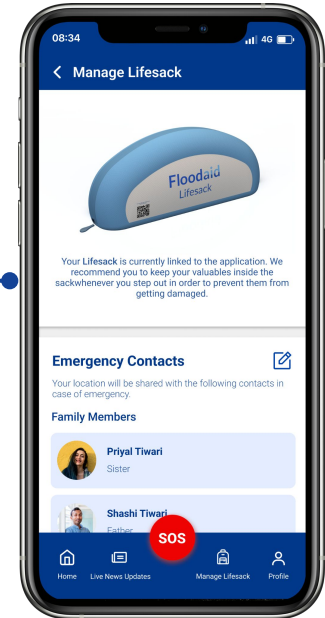 08:34
4G
Manage Lifesack
Floodaid
Lifesack
Your Lifesack is currently linked to the application. We
recommend you to keep your valuables inside the
sackwhenever you step out in order to prevent them from
getting damaged.
Emergency Contacts
Your location will be shared with the following contacts in
case of emergency.
Family Members
Priyal Tiwari
Sister
Shashi Tiwari
Father
SOS
Home
Live News Updates
Manage Lifesack
Profile